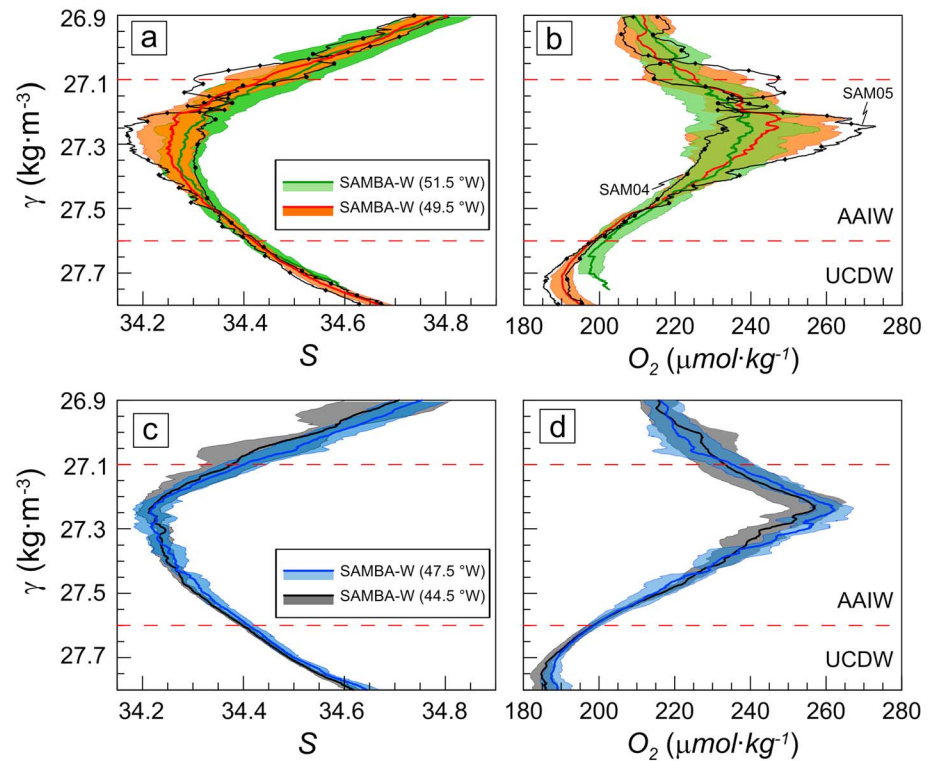 a
b
26.9
27.1
27.3
27.5
27.7
γ (kg·m⁻³)
SAMBA-W (51.5 °W)
SAMBA-W (49.5 °W)
34.2 34.4 34.6 34.8
S
SAM05
SAM04
AAIW
UCDW
180 200 220 240 260 280
O₂ (μmol·kg⁻¹)
c
d
26.9
27.1
27.3
27.5
27.7
γ (kg·m⁻³)
SAMBA-W (47.5 °W)
SAMBA-W (44.5 °W)
34.2 34.4 34.6 34.8
S
AAIW
UCDW
180 200 220 240 260 280
O₂ (μmol·kg⁻¹)